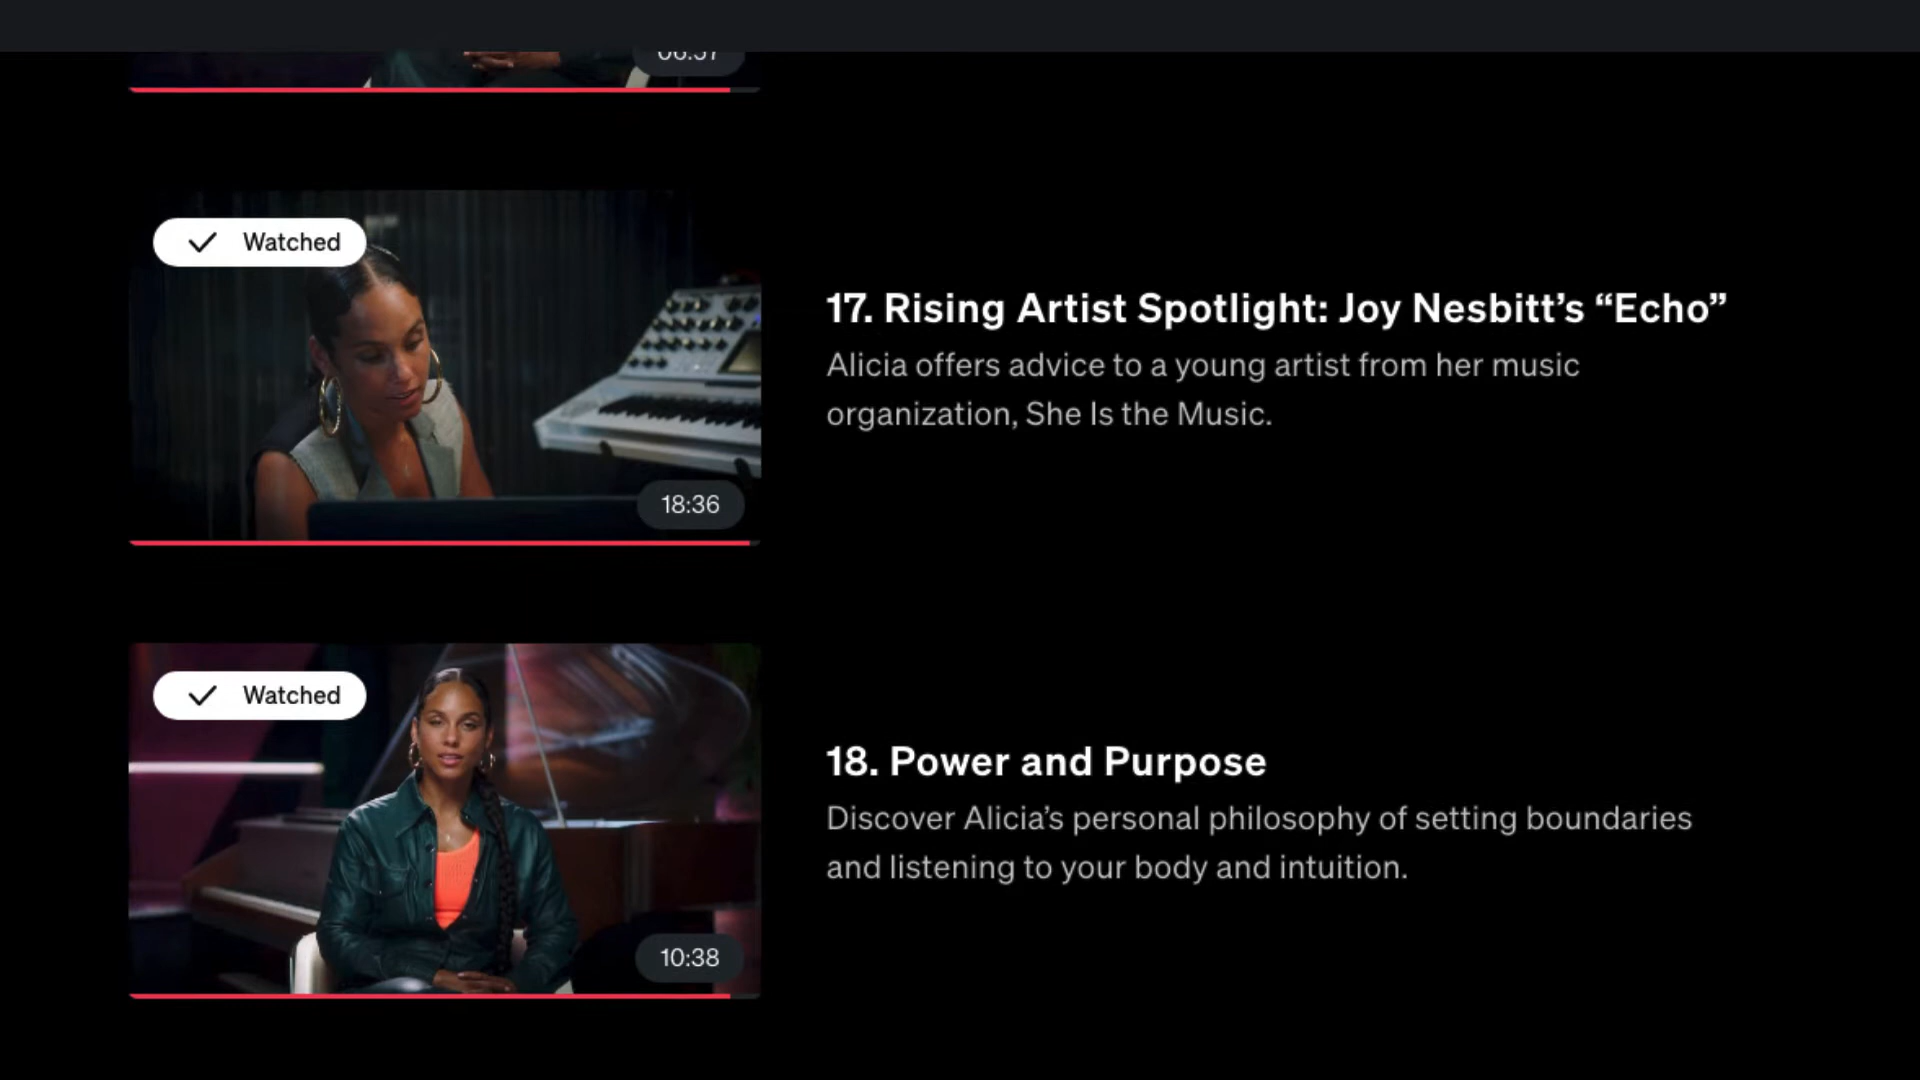 06:57
Watched
17. Rising Artist Spotlight: Joy Nesbitt’s “Echo”
Alicia offers advice to a young artist from her music
organization, She Is the Music.
18:36
Watched
18. Power and Purpose
Discover Alicia’s personal philosophy of setting boundaries
and listening to your body and intuition.
10:38